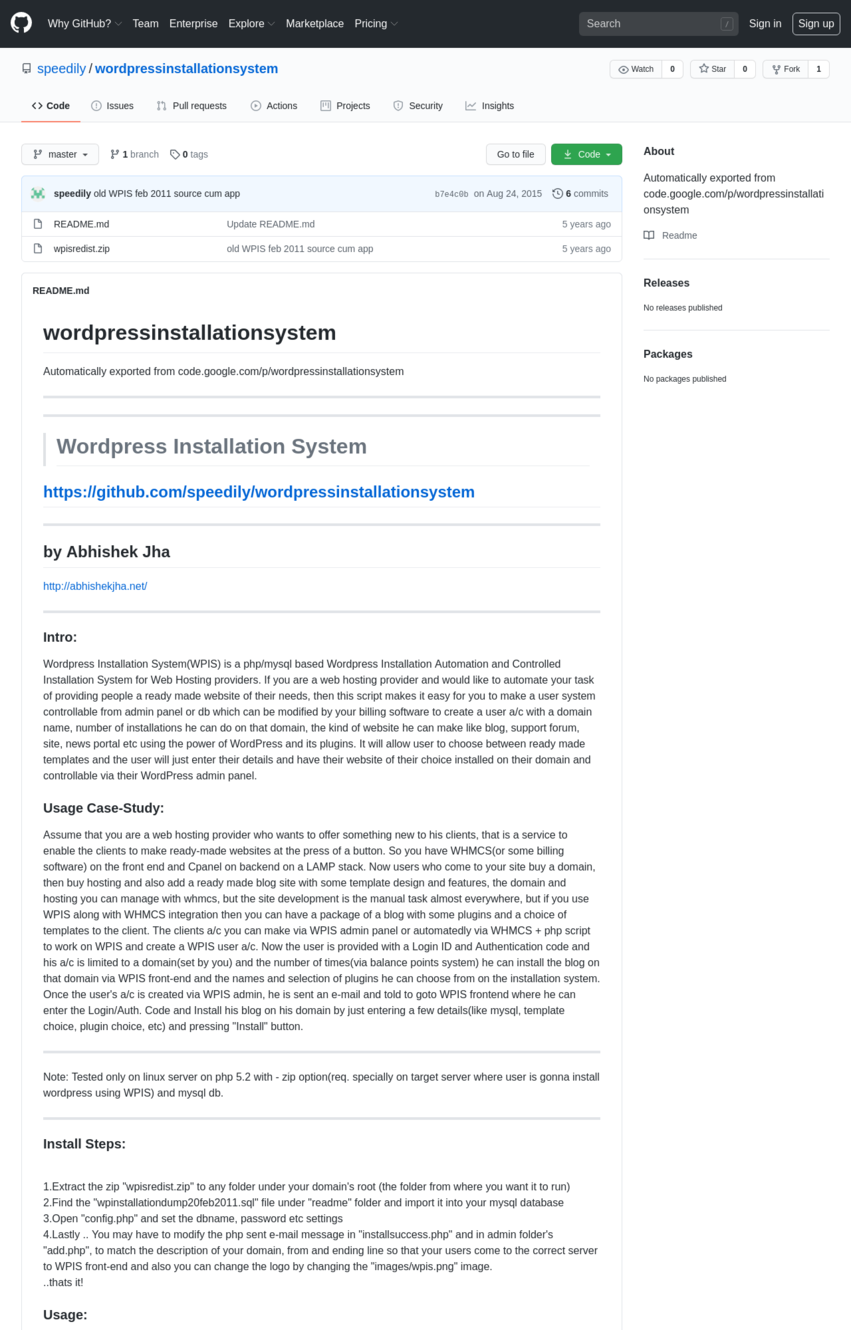 Why GitHub? Team Enterprise Explore Marketplace Pricing Search / Sign in Sign up
speedily / wordpressinstallationsystem Watch 0 Star 0 Fork 1
Code Issues Pull requests Actions Projects Security Insights
master 1 branch 0 tags Go to file Code
speedily old WPIS feb 2011 source cum app b7e4c0b on Aug 24, 2015 6 commits
README.md Update README.md 5 years ago
wpisredist.zip old WPIS feb 2011 source cum app 5 years ago
README.md
wordpressinstallationsystem
Automatically exported from code.google.com/p/wordpressinstallationsystem
Wordpress Installation System
https://github.com/speedily/wordpressinstallationsystem
by Abhishek Jha
http://abhishekjha.net/
Intro:
Wordpress Installation System(WPIS) is a php/mysql based Wordpress Installation Automation and Controlled
Installation System for Web Hosting providers. If you are a web hosting provider and would like to automate your task
of providing people a ready made website of their needs, then this script makes it easy for you to make a user system
controllable from admin panel or db which can be modified by your billing software to create a user a/c with a domain
name, number of installations he can do on that domain, the kind of website he can make like blog, support forum,
site, news portal etc using the power of WordPress and its plugins. It will allow user to choose between ready made
templates and the user will just enter their details and have their website of their choice installed on their domain and
controllable via their WordPress admin panel.
Usage Case-Study:
Assume that you are a web hosting provider who wants to offer something new to his clients, that is a service to
enable the clients to make ready-made websites at the press of a button. So you have WHMCS(or some billing
software) on the front end and Cpanel on backend on a LAMP stack. Now users who come to your site buy a domain,
then buy hosting and also add a ready made blog site with some template design and features, the domain and
hosting you can manage with whmcs, but the site development is the manual task almost everywhere, but if you use
WPIS along with WHMCS integration then you can have a package of a blog with some plugins and a choice of
templates to the client. The clients a/c you can make via WPIS admin panel or automatedly via WHMCS + php script
to work on WPIS and create a WPIS user a/c. Now the user is provided with a Login ID and Authentication code and
his a/c is limited to a domain(set by you) and the number of times(via balance points system) he can install the blog on
that domain via WPIS front-end and the names and selection of plugins he can choose from on the installation system.
Once the user's a/c is created via WPIS admin, he is sent an e-mail and told to goto WPIS frontend where he can
enter the Login/Auth. Code and Install his blog on his domain by just entering a few details(like mysql, template
choice, plugin choice, etc) and pressing "Install" button.
Note: Tested only on linux server on php 5.2 with - zip option(req. specially on target server where user is gonna install
wordpress using WPIS) and mysql db.
Install Steps:
1.Extract the zip "wpisredist.zip" to any folder under your domain's root (the folder from where you want it to run)
2.Find the "wpinstallationdump20feb2011.sql" file under "readme" folder and import it into your mysql database
3.Open "config.php" and set the dbname, password etc settings
4.Lastly .. You may have to modify the php sent e-mail message in "installsuccess.php" and in admin folder's
"add.php", to match the description of your domain, from and ending line so that your users come to the correct server
to WPIS front-end and also you can change the logo by changing the "images/wpis.png" image.
..thats it!
Usage:
About
Automatically exported from
code.google.com/p/wordpressinstallati
onsystem
Readme
Releases
No releases published
Packages
No packages published